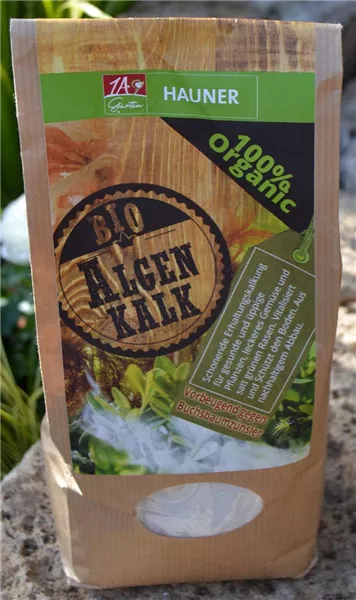 1A
Garten
HAUNER
100%
Organic
BIO
ALGEN
KALK
Schonende Erhaltungskalkung
für gesunde und üppige
Pflanzen, leckeres Gemüse und
satt grünen Rasen. Vitalisiert
und Schützt den Boden. Aus
nachhaltigem Abbau.
Vorbeugend gegen
Buchsbaumzünsler